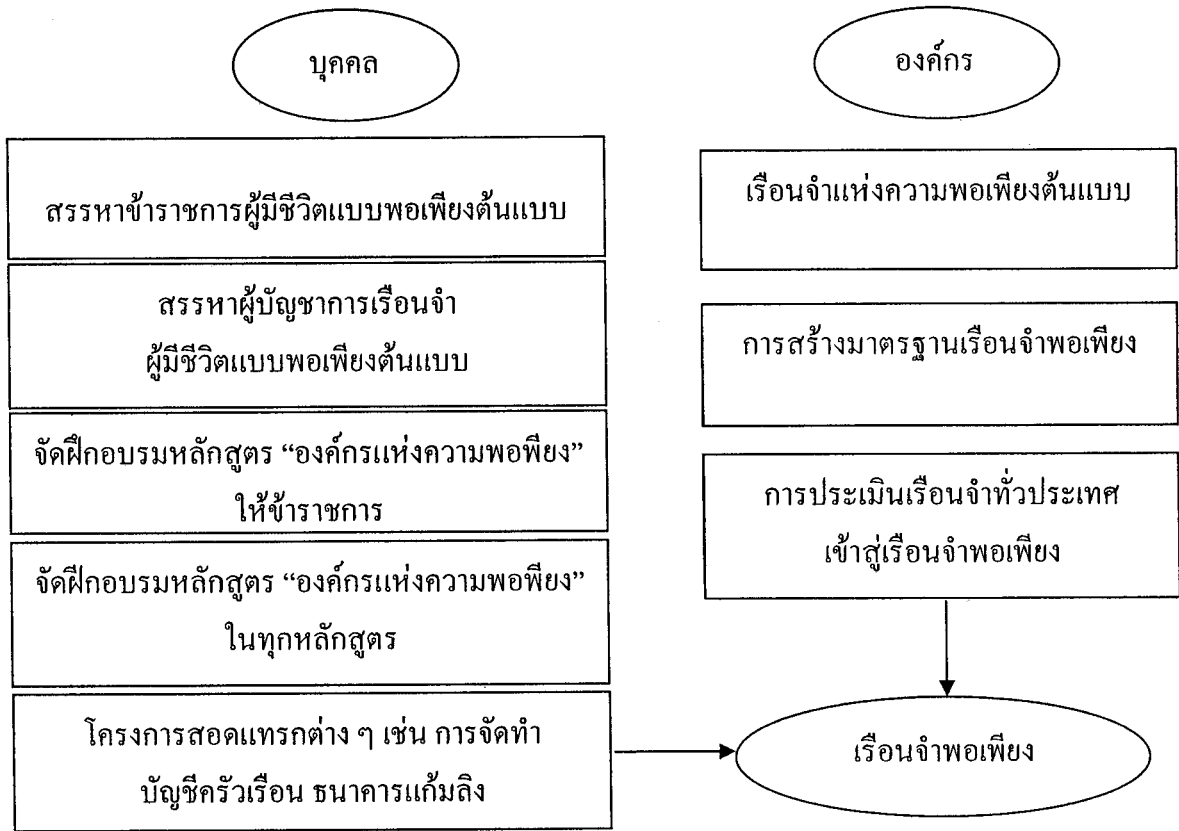 บุคคล
สรรหาข้าราชการผู้มีชีวิตแบบพอเพียงต้นแบบ
สรรหาผู้บัญชาการเรือนจำ
ผู้มีชีวิตแบบพอเพียงต้นแบบ
จัดฝึกอบรมหลักสูตร “องค์กรแห่งความพอพียง”
ให้ข้าราชการ
จัดฝึกอบรมหลักสูตร “องค์กรแห่งความพอพียง”
ในทุกหลักสูตร
โครงการสอดแทรกต่าง ๆ เช่น การจัดทำ
บัญชีครัวเรือน ธนาคารแก้มลิง
องค์กร
เรือนจำแห่งความพอเพียงต้นแบบ
การสร้างมาตรฐานเรือนจำพอเพียง
การประเมินเรือนจำทั่วประเทศ
เข้าสู่เรือนจำพอเพียง
เรือนจำพอเพียง